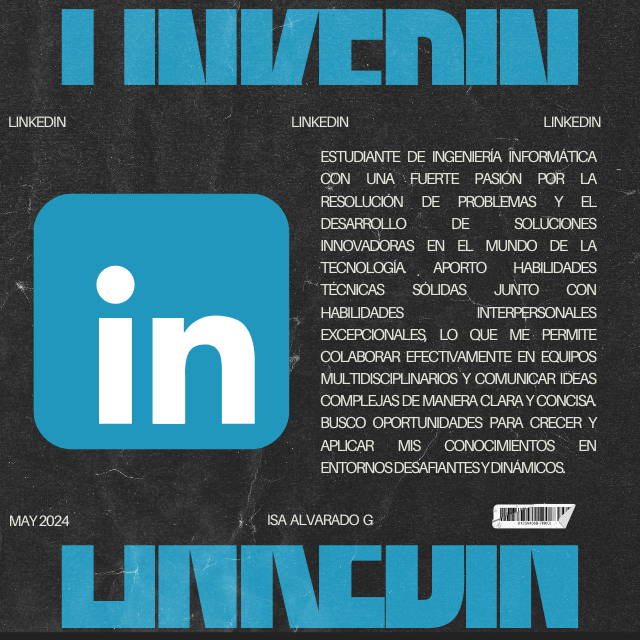 LINKEDIN
LINKEDIN LINKEDIN LINKEDIN
ESTUDIANTE DE INGENIERÍA INFORMÁTICA
CON UNA FUERTE PASIÓN POR LA
RESOLUCIÓN DE PROBLEMAS Y EL
DESARROLLO DE SOLUCIONES
INNOVADORAS EN EL MUNDO DE LA
TECNOLOGÍA. APORTO HABILIDADES
TÉCNICAS SÓLIDAS JUNTO CON
HABILIDADES INTERPERSONALES
EXCEPCIONALES, LO QUE ME PERMITE
COLABORAR EFECTIVAMENTE EN EQUIPOS
MULTIDISCIPLINARIOS Y COMUNICAR IDEAS
COMPLEJAS DE MANERA CLARA Y CONCISA.
BUSCO OPORTUNIDADES PARA CRECER Y
APLICAR MIS CONOCIMIENTOS EN
ENTORNOS DESAFIANTES Y DINÁMICOS.
in
MAY 2024 ISA ALVARADO G
LINKEDIN